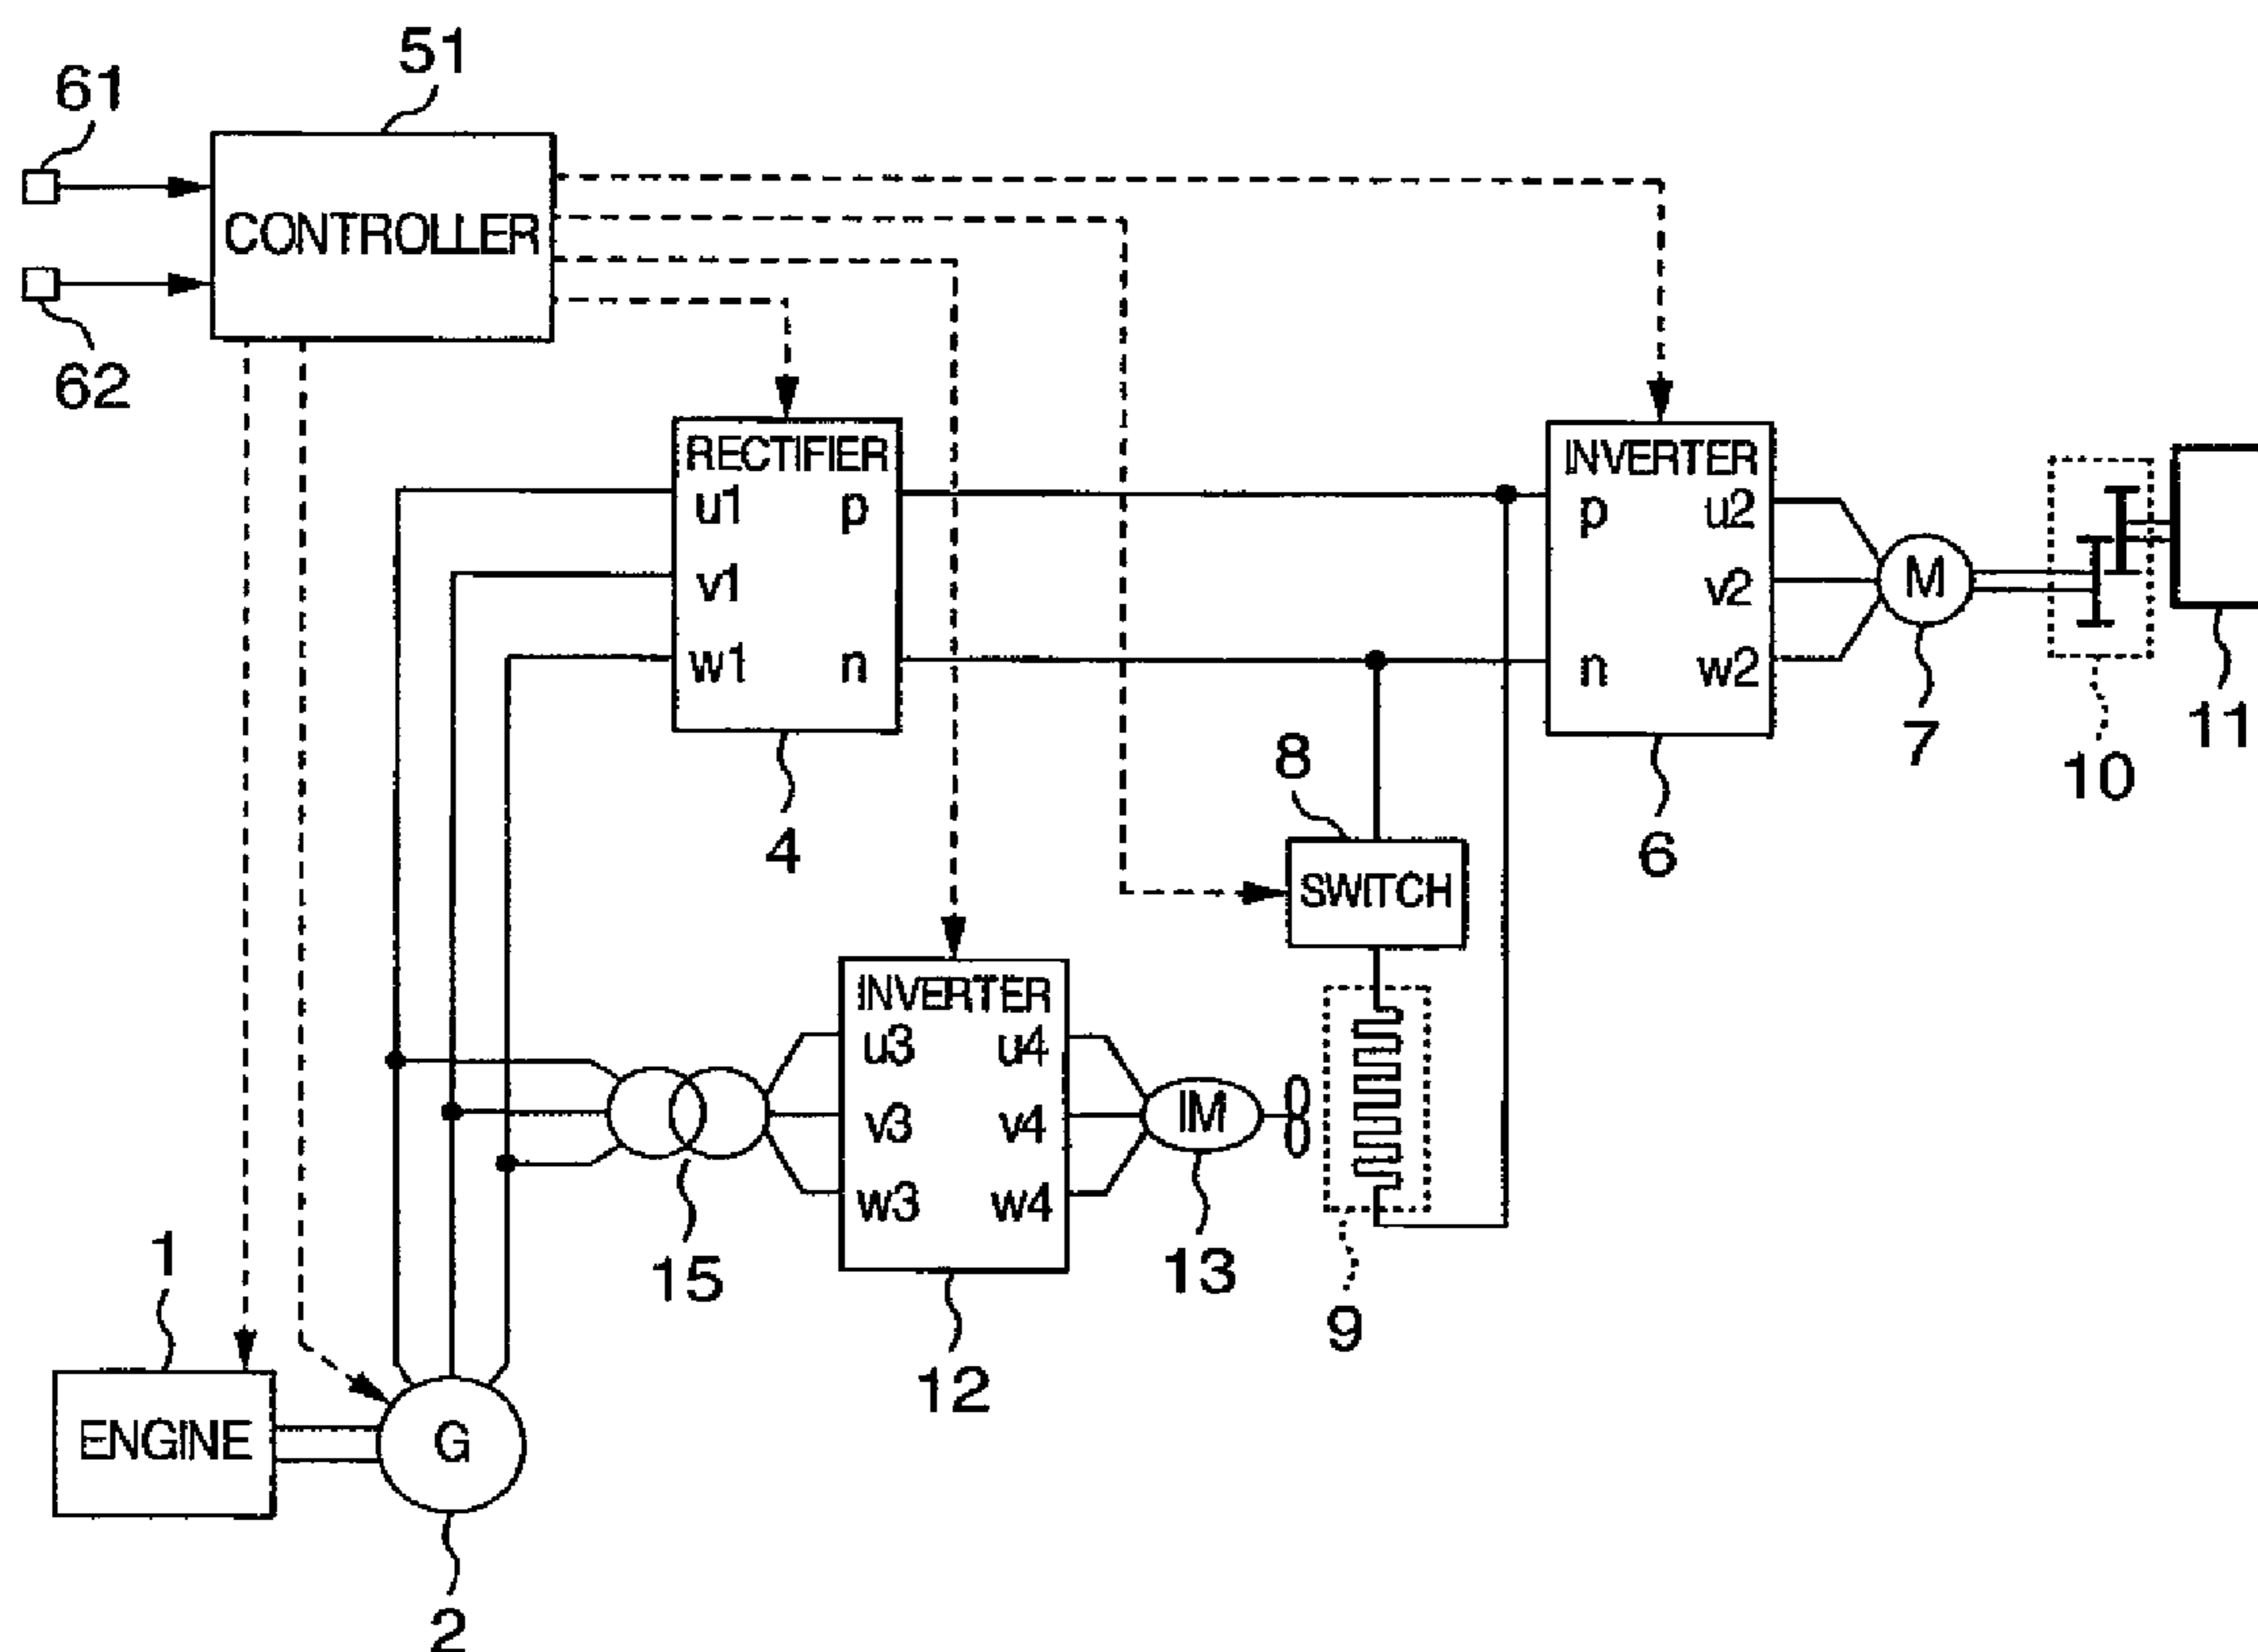 51
61
CONTROLLER
62
RECTIFIER
u1 p
v1
w1 n
4
INVERTER
p u2
v2
n w2
6
M
7
10
11
8
SWITCH
INVERTER
u3 u4
v3 v4
w3 w4
12
15
IM
13
9
1
ENGINE
G
2